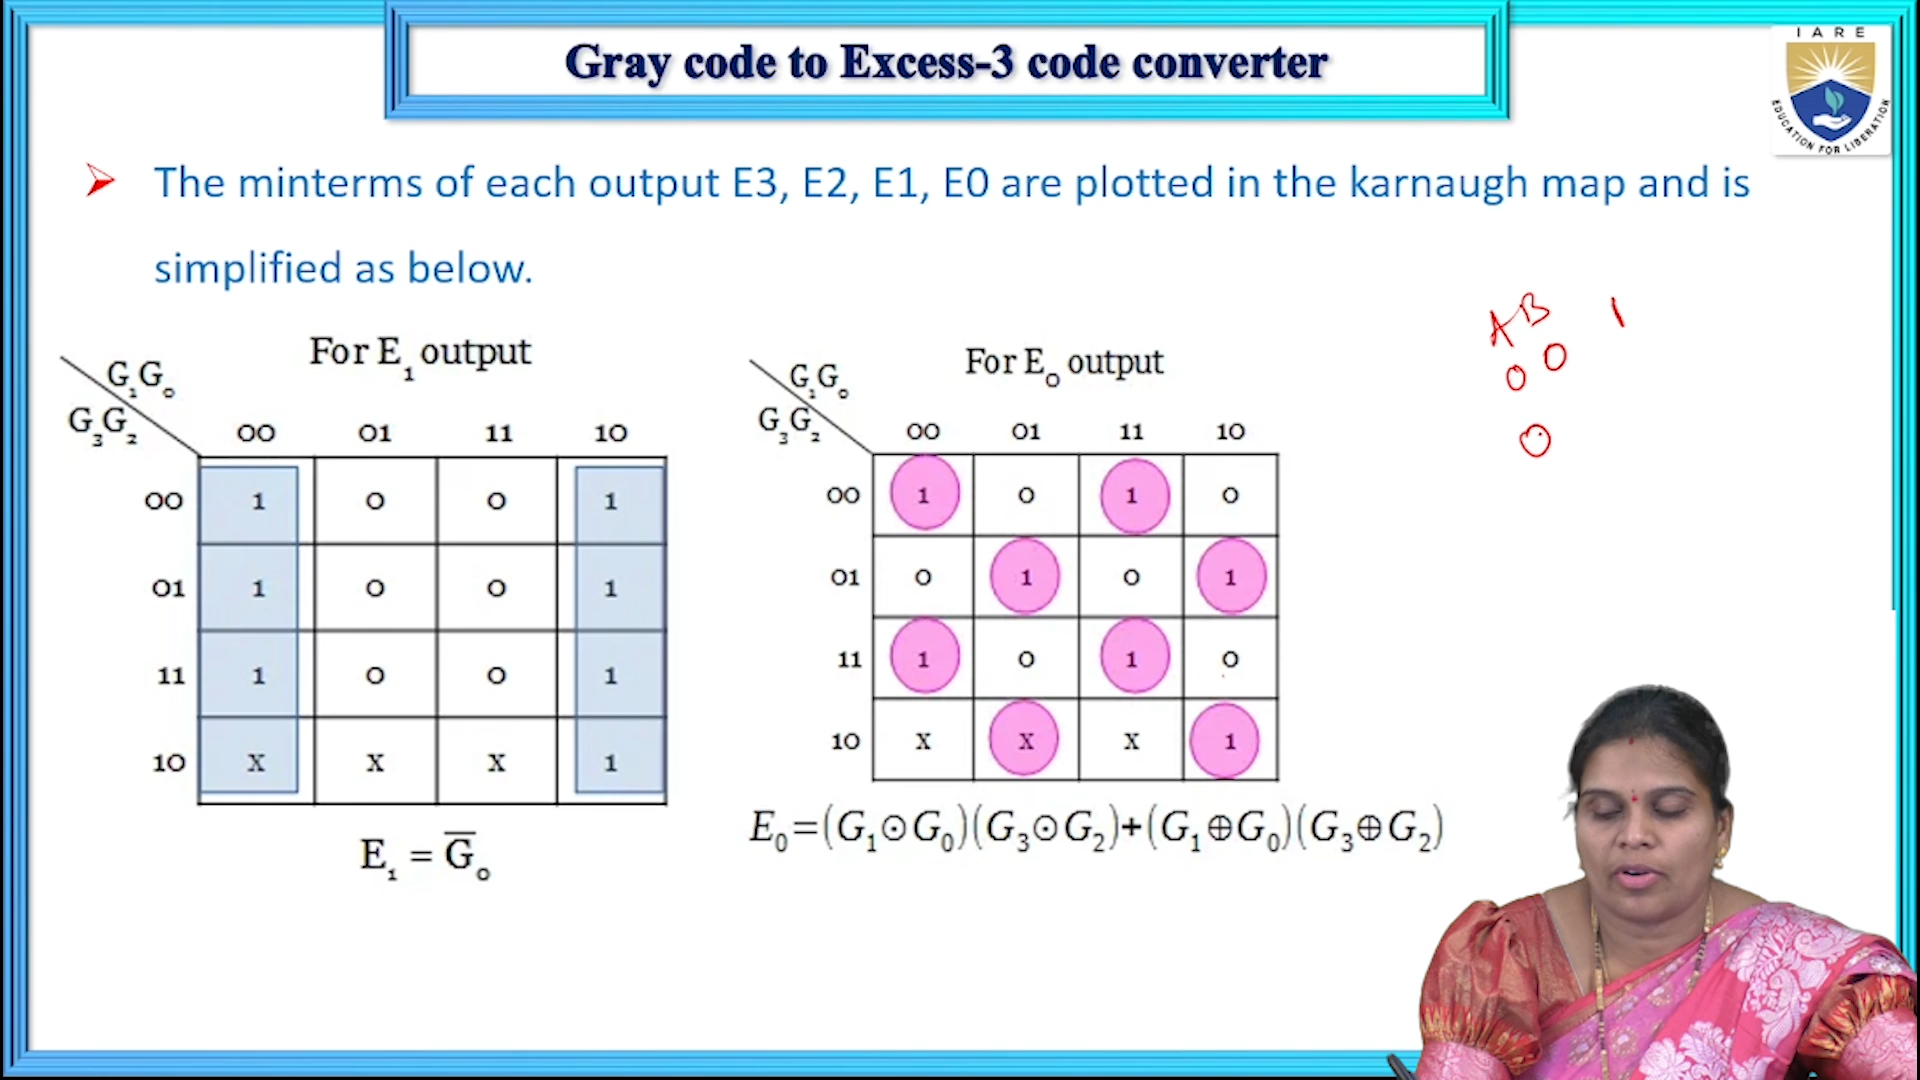 Gray code to Excess-3 code converter
I A R E
EDUCATION FOR LIBERATION
➢ The minterms of each output E3, E2, E1, E0 are plotted in the karnaugh map and is
simplified as below.
A B 1
0 0
0
For E₁ output
G₁G₀
G₃G₂
00 01 11 10
00 1 0 0 1
01 1 0 0 1
11 1 0 0 1
10 X X X 1
E₁ = G̅₀
For E₀ output
G₁G₀
G₃G₂
00 01 11 10
00 1 0 1 0
01 0 1 0 1
11 1 0 1 0
10 X X X 1
E₀=(G₁⊙G₀)(G₃⊙G₂)+(G₁⊕G₀)(G₃⊕G₂)